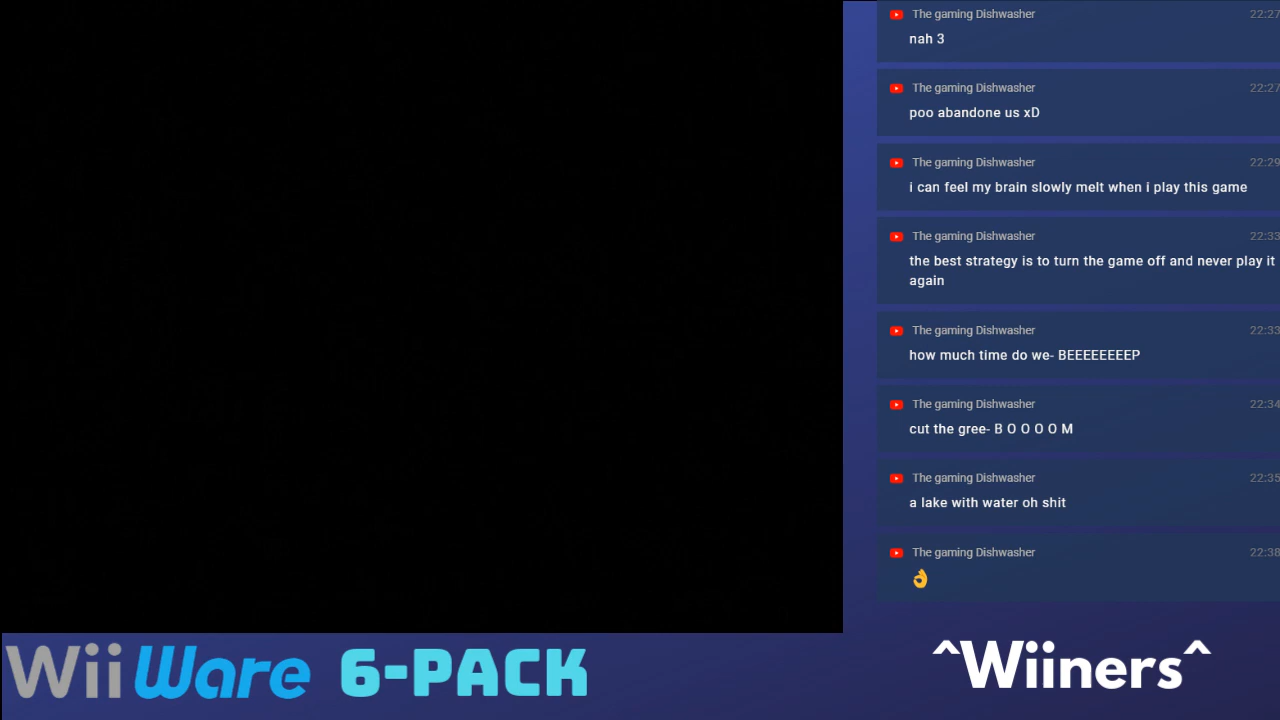 The gaming Dishwasher 22:27
nah 3
The gaming Dishwasher 22:27
poo abandone us xD
The gaming Dishwasher 22:29
i can feel my brain slowly melt when i play this game
The gaming Dishwasher 22:33
the best strategy is to turn the game off and never play it
again
The gaming Dishwasher 22:33
how much time do we- BEEEEEEEEP
The gaming Dishwasher 22:34
cut the gree- B O O O O M
The gaming Dishwasher 22:35
a lake with water oh shit
The gaming Dishwasher 22:38
👌
WiiWare 6-PACK
^Wiiners^